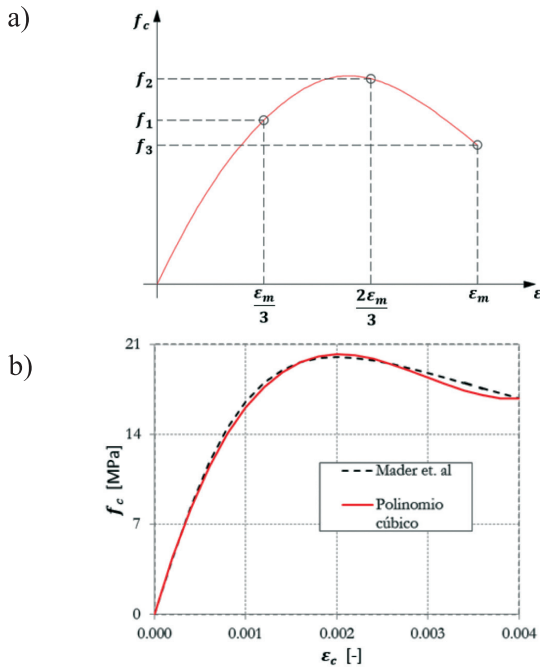 a)
f_c
f_2
f_1
f_3
ε_m/3
2ε_m/3
ε_m
ε
b)
21
14
7
0
f_c [MPa]
Mader et. al
Polinomio
cúbico
0.000
0.001
0.002
0.003
0.004
ε_c [-]